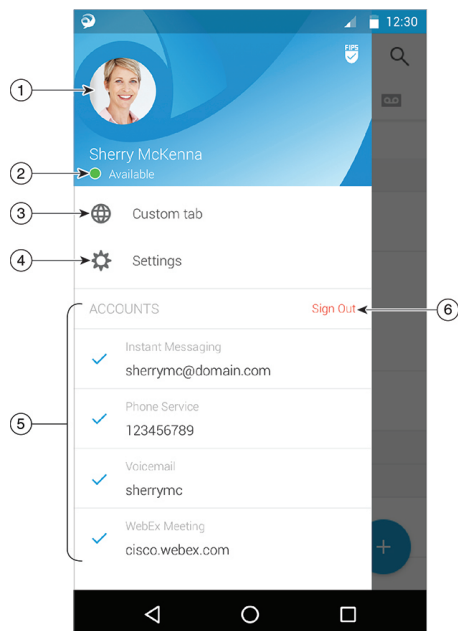 12:30
FIPS
1
Sherry McKenna
2
Available
3
Custom tab
4
Settings
ACCOUNTS
Sign Out
6
Instant Messaging
sherrymc@domain.com
Phone Service
5
123456789
Voicemail
sherrymc
WebEx Meeting
cisco.webex.com
+